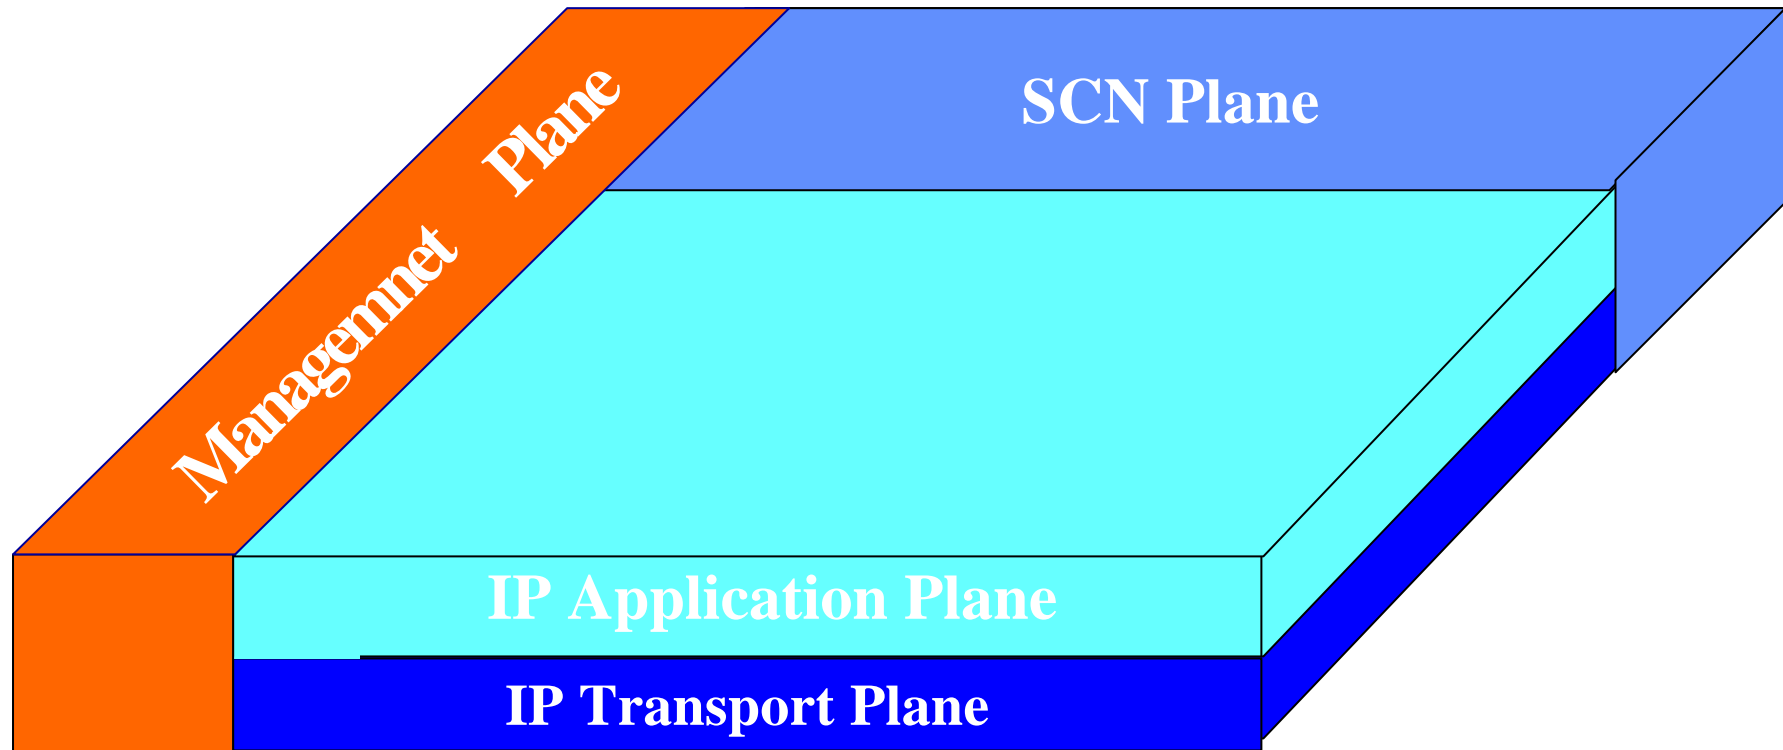 SCN Plane
Managemnet Plane
IP Application Plane
IP Transport Plane